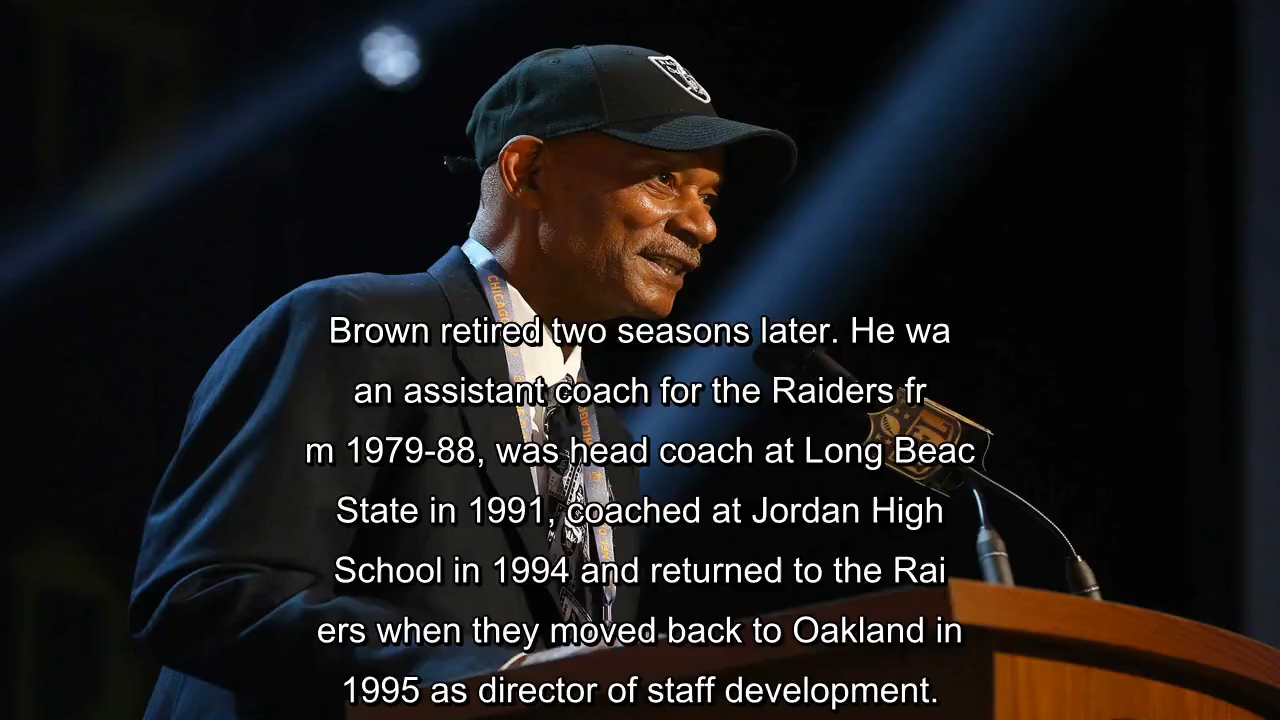 CHICAGO
Brown retired two seasons later. He wa
an assistant coach for the Raiders fr
m 1979-88, was head coach at Long Beac
State in 1991, coached at Jordan High
School in 1994 and returned to the Rai
ers when they moved back to Oakland in
1995 as director of staff development.